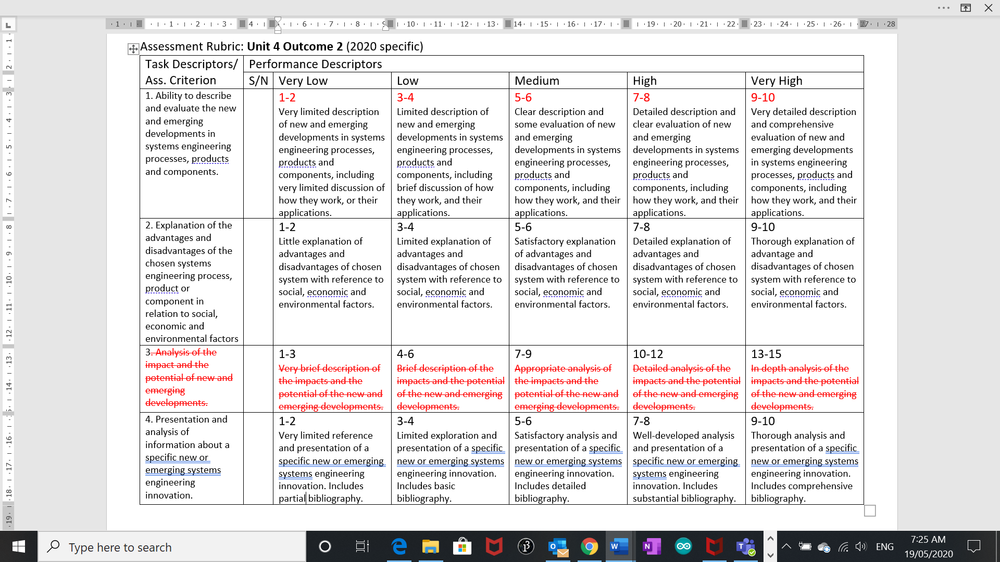 Assessment Rubric: Unit 4 Outcome 2 (2020 specific)
Task Descriptors/
Ass. Criterion
Performance Descriptors
S/N
Very Low
Low
Medium
High
Very High
1. Ability to describe
and evaluate the new
and emerging
developments in
systems engineering
processes, products
and components.
1-2
Very limited description
of new and emerging
developments in systems
engineering processes,
products and
components, including
very limited discussion of
how they work, or their
applications.
3-4
Limited description of
new and emerging
developments in systems
engineering processes,
products and
components, including
brief discussion of how
they work, and their
applications.
5-6
Clear description and
some evaluation of new
and emerging
developments in systems
engineering processes,
products and
components, including
how they work, and their
applications.
7-8
Detailed description and
clear evaluation of new
and emerging
developments in systems
engineering processes,
products and
components, including
how they work, and their
applications.
9-10
Very detailed description
and comprehensive
evaluation of new and
emerging developments
in systems engineering
processes, products and
components, including
how they work, and their
applications.
2. Explanation of the
advantages and
disadvantages of the
chosen systems
engineering process,
product or
component in
relation to social,
economic and
environmental factors
1-2
Little explanation of
advantages and
disadvantages of chosen
system with reference to
social, economic and
environmental factors.
3-4
Limited explanation of
advantages and
disadvantages of chosen
system with reference to
social, economic and
environmental factors.
5-6
Satisfactory explanation
of advantages and
disadvantages of chosen
system with reference to
social, economic and
environmental factors.
7-8
Detailed explanation of
advantages and
disadvantages of chosen
system with reference to
social, economic and
environmental factors.
9-10
Thorough explanation of
advantage and
disadvantages of chosen
system with reference to
social, economic and
environmental factors.
3. Analysis of the
impact and the
potential of new and
emerging
developments.
1-3
Very brief description of
the impacts and the
potential of the new and
emerging developments.
4-6
Brief description of the
impacts and the potential
of the new and emerging
developments.
7-9
Appropriate analysis of
the impacts and the
potential of the new and
emerging developments.
10-12
Detailed analysis of the
impacts and the potential
of the new and emerging
developments.
13-15
In depth analysis of the
impacts and the potential
of the new and emerging
developments.
4. Presentation and
analysis of
information about a
specific new or
emerging systems
engineering
innovation.
1-2
Very limited reference
and presentation of a
specific new or emerging
systems engineering
innovation. Includes
partial bibliography.
3-4
Limited exploration and
presentation of a specific
new or emerging systems
engineering innovation.
Includes basic
bibliography.
5-6
Satisfactory analysis and
presentation of a specific
new or emerging systems
engineering innovation.
Includes detailed
bibliography.
7-8
Well-developed analysis
and presentation of a
specific new or emerging
systems engineering
innovation. Includes
substantial bibliography.
9-10
Thorough analysis and
presentation of a specific
new or emerging systems
engineering innovation.
Includes comprehensive
bibliography.
Type here to search
ENG
7:25 AM
19/05/2020